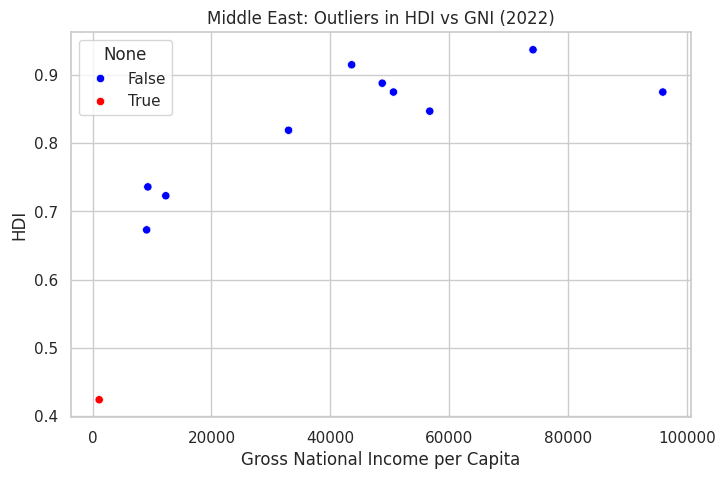 Middle East: Outliers in HDI vs GNI (2022)
None
False
True
HDI
0.9
0.8
0.7
0.6
0.5
0.4
0
20000
40000
60000
80000
100000
Gross National Income per Capita